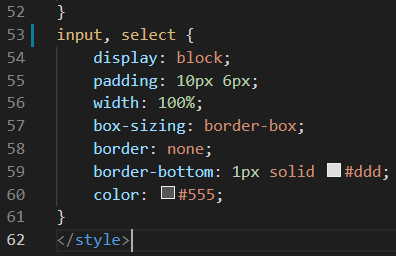 52 }
53 input, select {
54 display: block;
55 padding: 10px 6px;
56 width: 100%;
57 box-sizing: border-box;
58 border: none;
59 border-bottom: 1px solid #ddd;
60 color: #555;
61 }
62 </style>